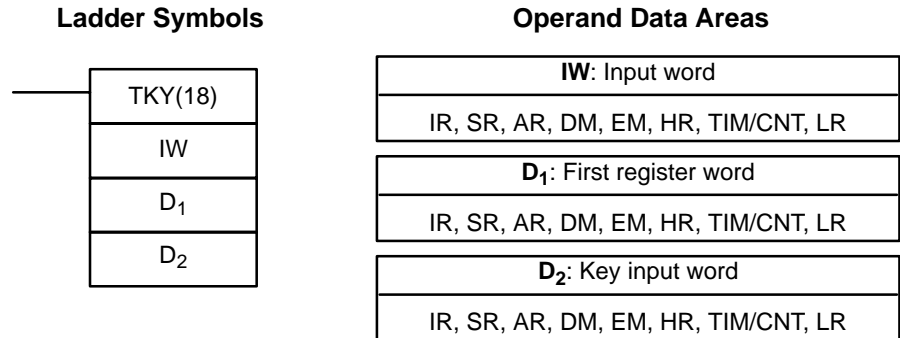 Ladder Symbols
TKY(18)
IW
D1
D2
Operand Data Areas
IW: Input word
IR, SR, AR, DM, EM, HR, TIM/CNT, LR
D1: First register word
IR, SR, AR, DM, EM, HR, TIM/CNT, LR
D2: Key input word
IR, SR, AR, DM, EM, HR, TIM/CNT, LR